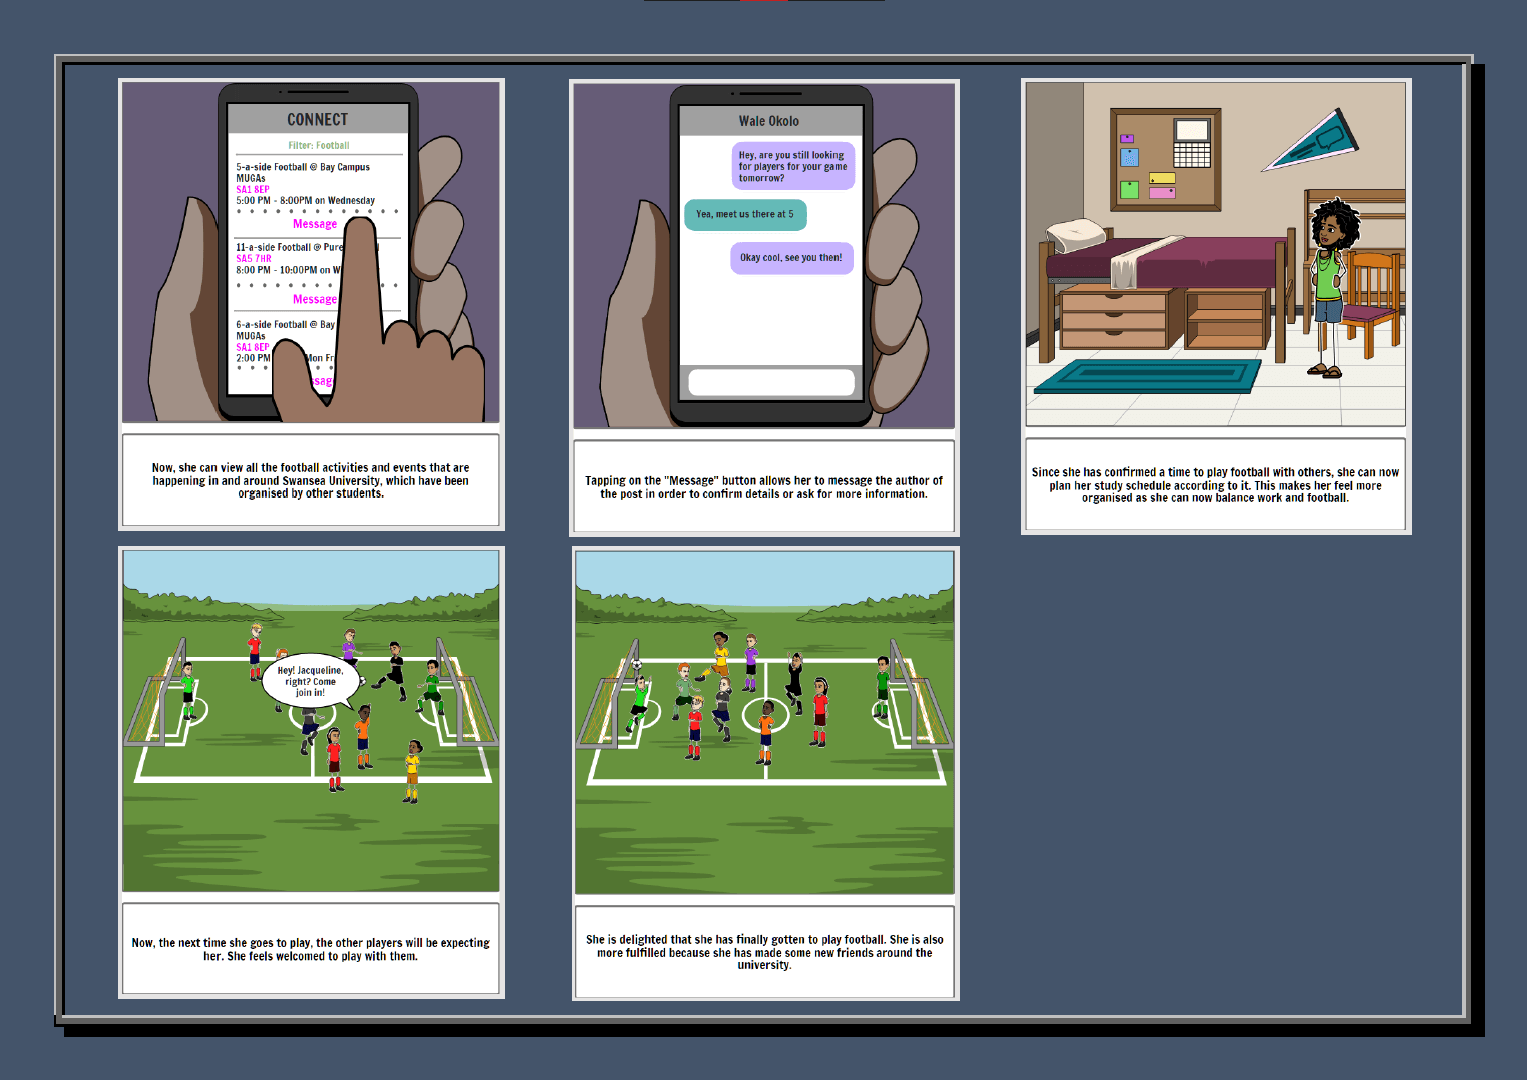 CONNECT
Filter: Football
5-a-side Football @ Bay Campus
MUGAs
SA1 8EP
5:00 PM - 8:00PM on Wednesday
Message
11-a-side Football @ Pure
SA5 7HR
8:00 PM - 10:00PM on W
Message
6-a-side Football @ Bay
MUGAs
SA1 8EP
2:00 PM Mon Fr
ssag
Now, she can view all the football activities and events that are
happening in and around Swansea University, which have been
organised by other students.
Wale Okolo
Hey, are you still looking
for players for your game
tomorrow?
Yea, meet us there at 5
Okay cool, see you then!
Tapping on the "Message" button allows her to message the author of
the post in order to confirm details or ask for more information.
Since she has confirmed a time to play football with others, she can now
plan her study schedule according to it. This makes her feel more
organised as she can now balance work and football.
Hey! Jacqueline,
right? Come
join in!
Now, the next time she goes to play, the other players will be expecting
her. She feels welcomed to play with them.
She is delighted that she has finally gotten to play football. She is also
more fulfilled because she has made some new friends around the
university.